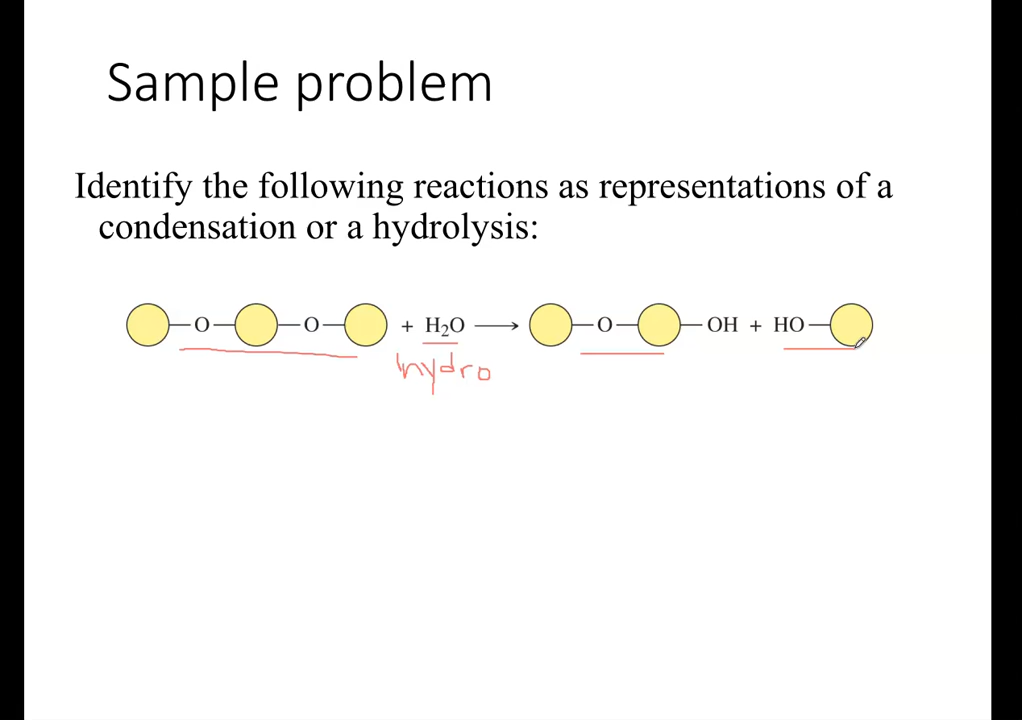 Sample problem
Identify the following reactions as representations of a
condensation or a hydrolysis:
O O + H₂O ⟶ O OH + HO
hydro